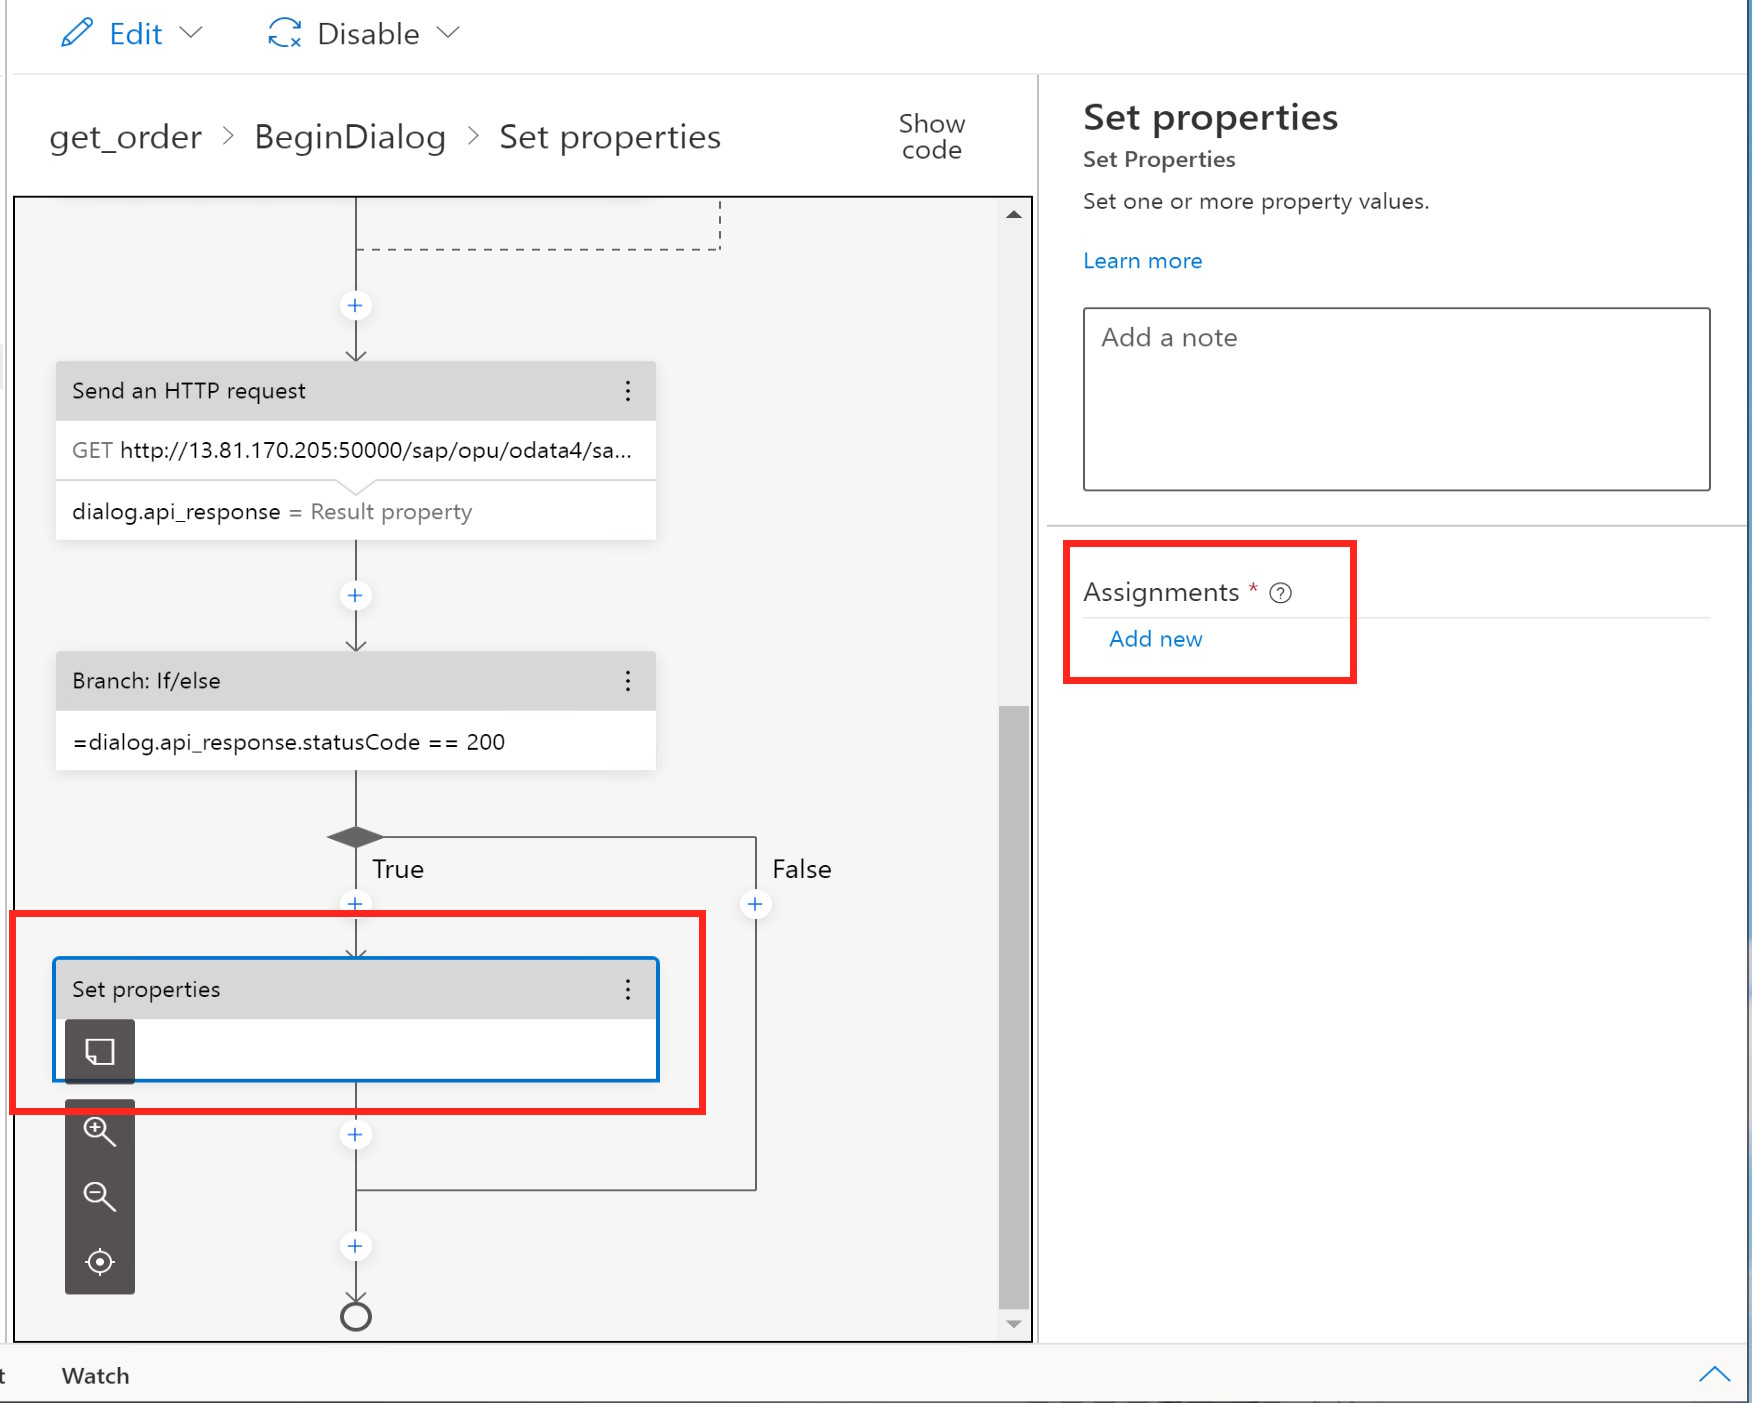 Edit
Disable
get_order > BeginDialog > Set properties
Show
code
Send an HTTP request
GET http://13.81.170.205:50000/sap/opu/odata4/sa...
dialog.api_response = Result property
Branch: If/else
=dialog.api_response.statusCode == 200
True
False
Set properties
Set properties
Set Properties
Set one or more property values.
Learn more
Add a note
Assignments * ?
Add new
t
Watch